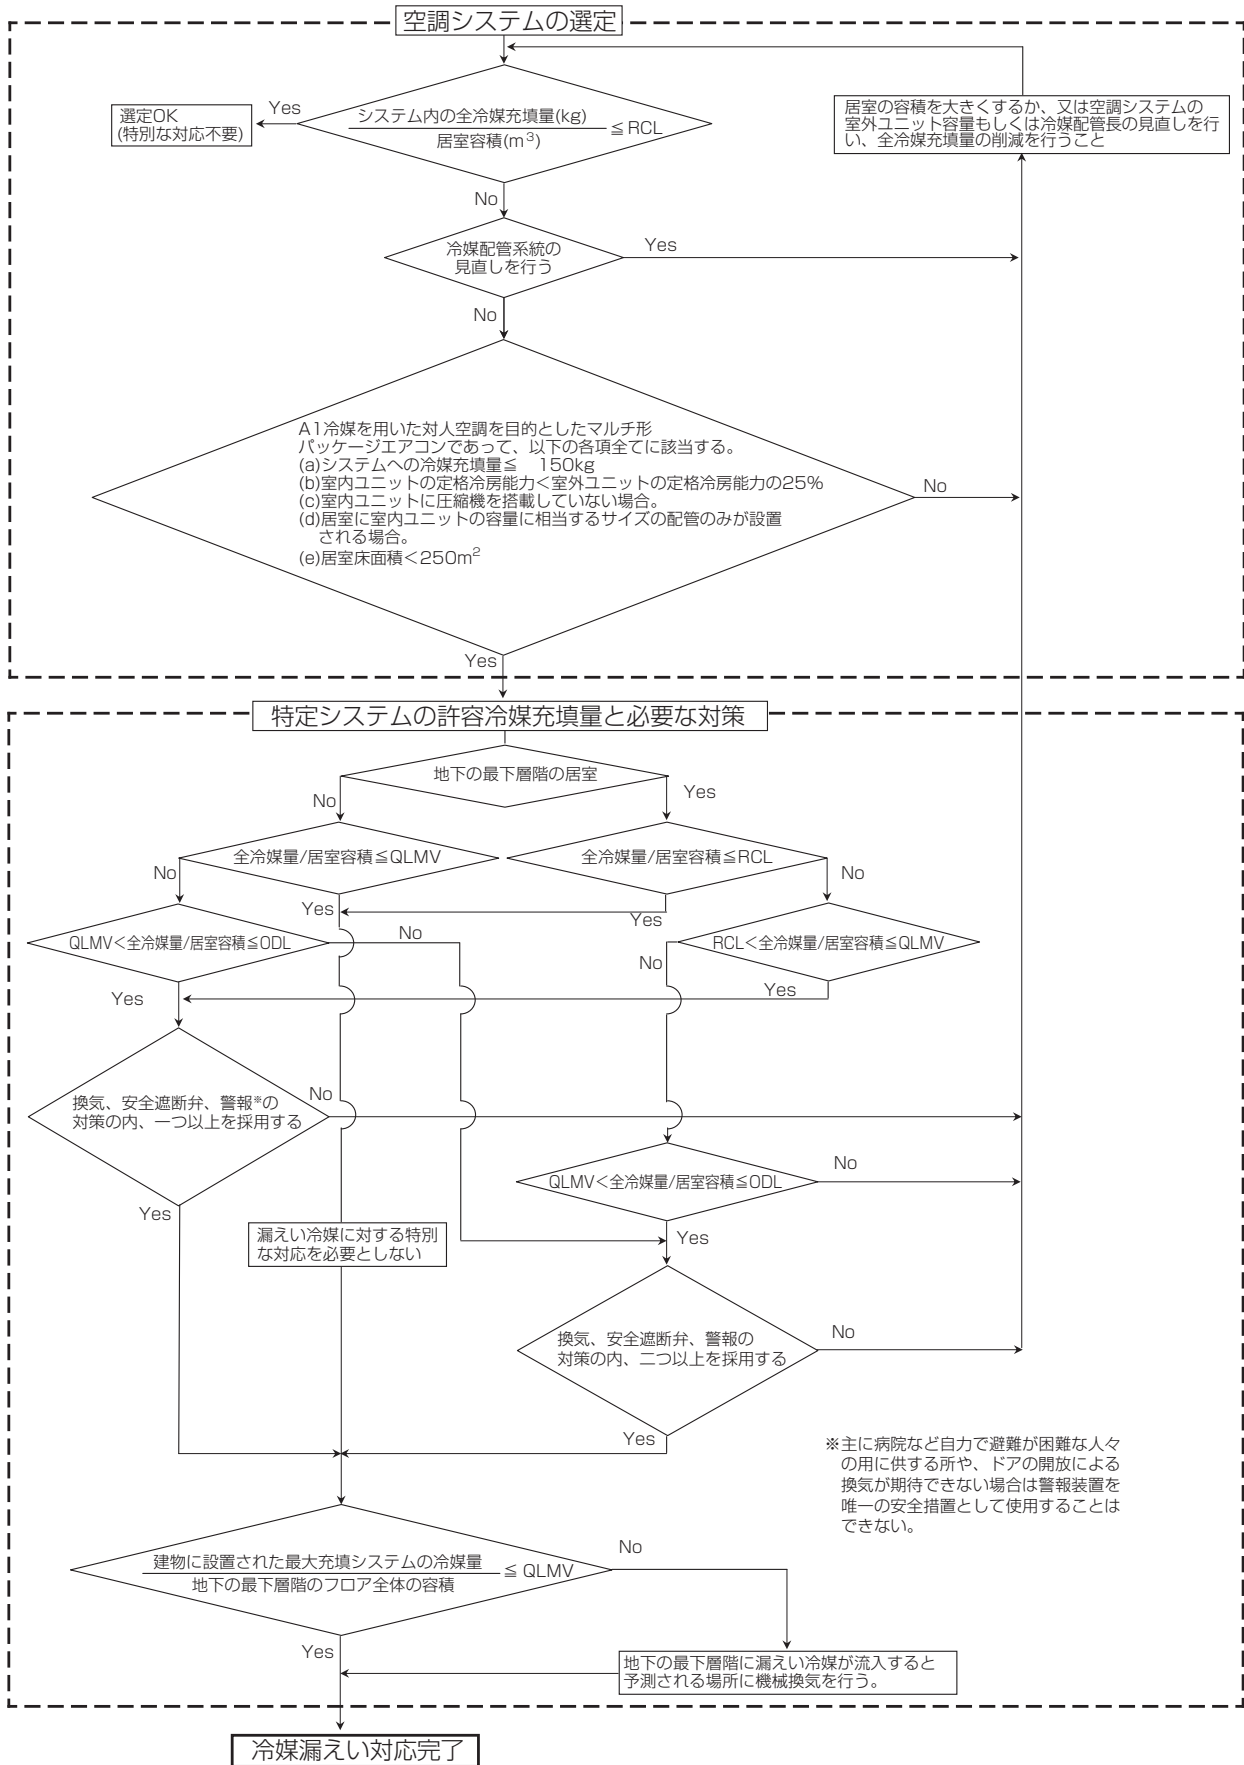 空調システムの選定
選定OK
(特別な対応不要)
Yes
システム内の全冷媒充填量(kg)
居室容積(m³)
≦RCL
居室の容積を大きくするか、又は空調システムの
室外ユニット容量もしくは冷媒配管長の見直しを行
い、全冷媒充填量の削減を行うこと
No
冷媒配管系統の
見直しを行う
Yes
No
A1冷媒を用いた対人空調を目的としたマルチ形
パッケージエアコンであって、以下の各項全てに該当する。
(a)システムへの冷媒充填量≦ 150kg
(b)室内ユニットの定格冷房能力<室外ユニットの定格冷房能力の25%
(c)室内ユニットに圧縮機を搭載していない場合。
(d)居室に室内ユニットの容量に相当するサイズの配管のみが設置
される場合。
(e)居室床面積<250m²
No
Yes
特定システムの許容冷媒充填量と必要な対策
地下の最下層階の居室
No
Yes
全冷媒量/居室容積≦QLMV
全冷媒量/居室容積≦RCL
No
No
Yes
Yes
QLMV<全冷媒量/居室容積≦ODL
No
RCL<全冷媒量/居室容積≦QLMV
No
Yes
Yes
換気、安全遮断弁、警報※の
対策の内、一つ以上を採用する
No
QLMV<全冷媒量/居室容積≦ODL
No
Yes
漏えい冷媒に対する特別
な対応を必要としない
Yes
換気、安全遮断弁、警報の
対策の内、二つ以上を採用する
No
Yes
※主に病院など自力で避難が困難な人々
の用に供する所や、ドアの開放による
換気が期待できない場合は警報装置を
唯一の安全措置として使用することは
できない。
建物に設置された最大充填システムの冷媒量
地下の最下層階のフロア全体の容積
≦ QLMV
No
Yes
地下の最下層階に漏えい冷媒が流入すると
予測される場所に機械換気を行う。
冷媒漏えい対応完了